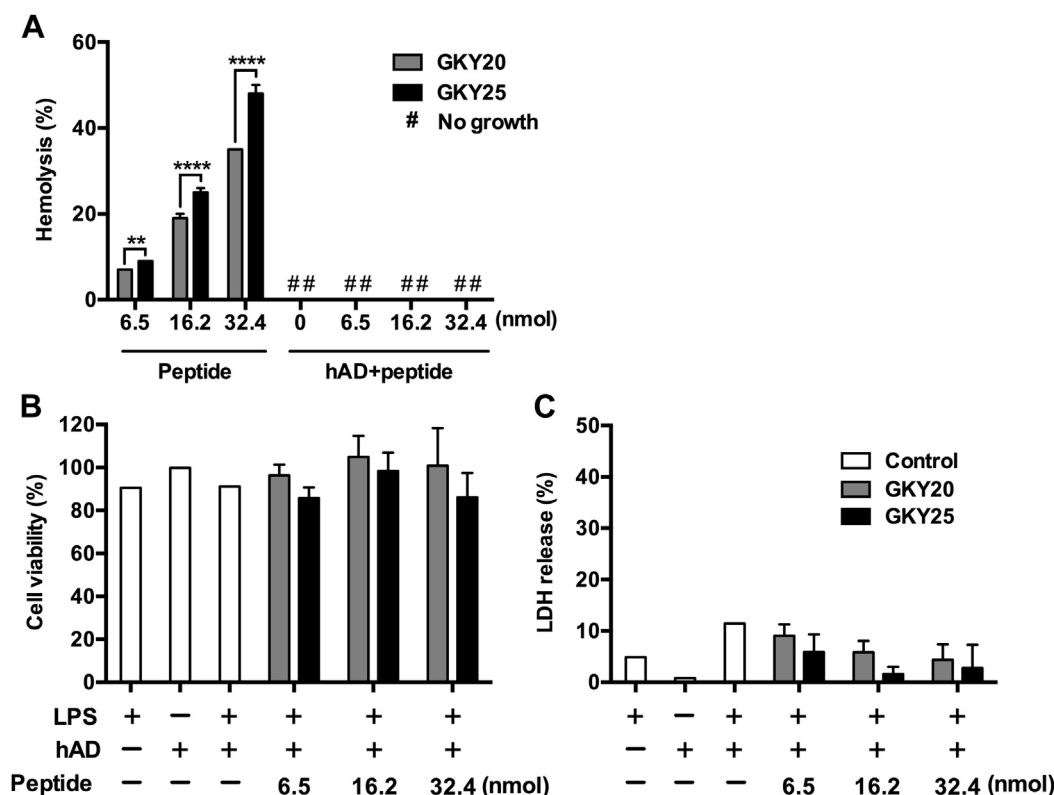 A
60
40
20
0
Hemolysis (%)
GKY20
GKY25
# No growth
**
****
****
## ## ## ##
6.5 16.2 32.4 0 6.5 16.2 32.4 (nmol)
Peptide hAD+peptide
B
120
100
80
60
40
20
0
Cell viability (%)
LPS + − + + + +
hAD − + + + + +
Peptide − − − 6.5 16.2 32.4 (nmol)
C
50
40
30
20
10
0
LDH release (%)
Control
GKY20
GKY25
+ − + + + +
− + + + + +
− − − 6.5 16.2 32.4 (nmol)